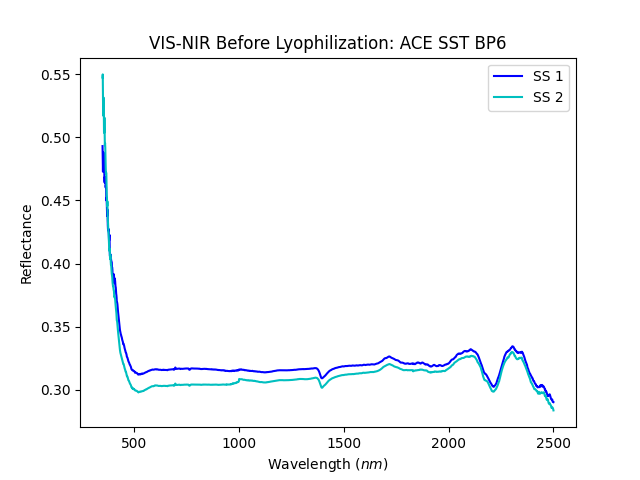 VIS-NIR Before Lyophilization: ACE SST BP6
SS 1
SS 2
Reflectance
0.55
0.50
0.45
0.40
0.35
0.30
500 1000 1500 2000 2500
Wavelength (nm)